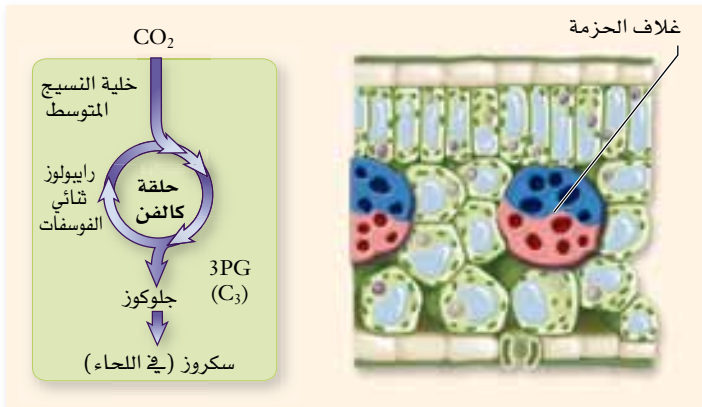 غلاف الحزمة
CO₂
خلية النسيج
المتوسط
رايبولوز
ثنائي
الفوسفات
حلقة
كالفن
3PG
(C₃)
جلوكوز
سكروز (في اللحاء)